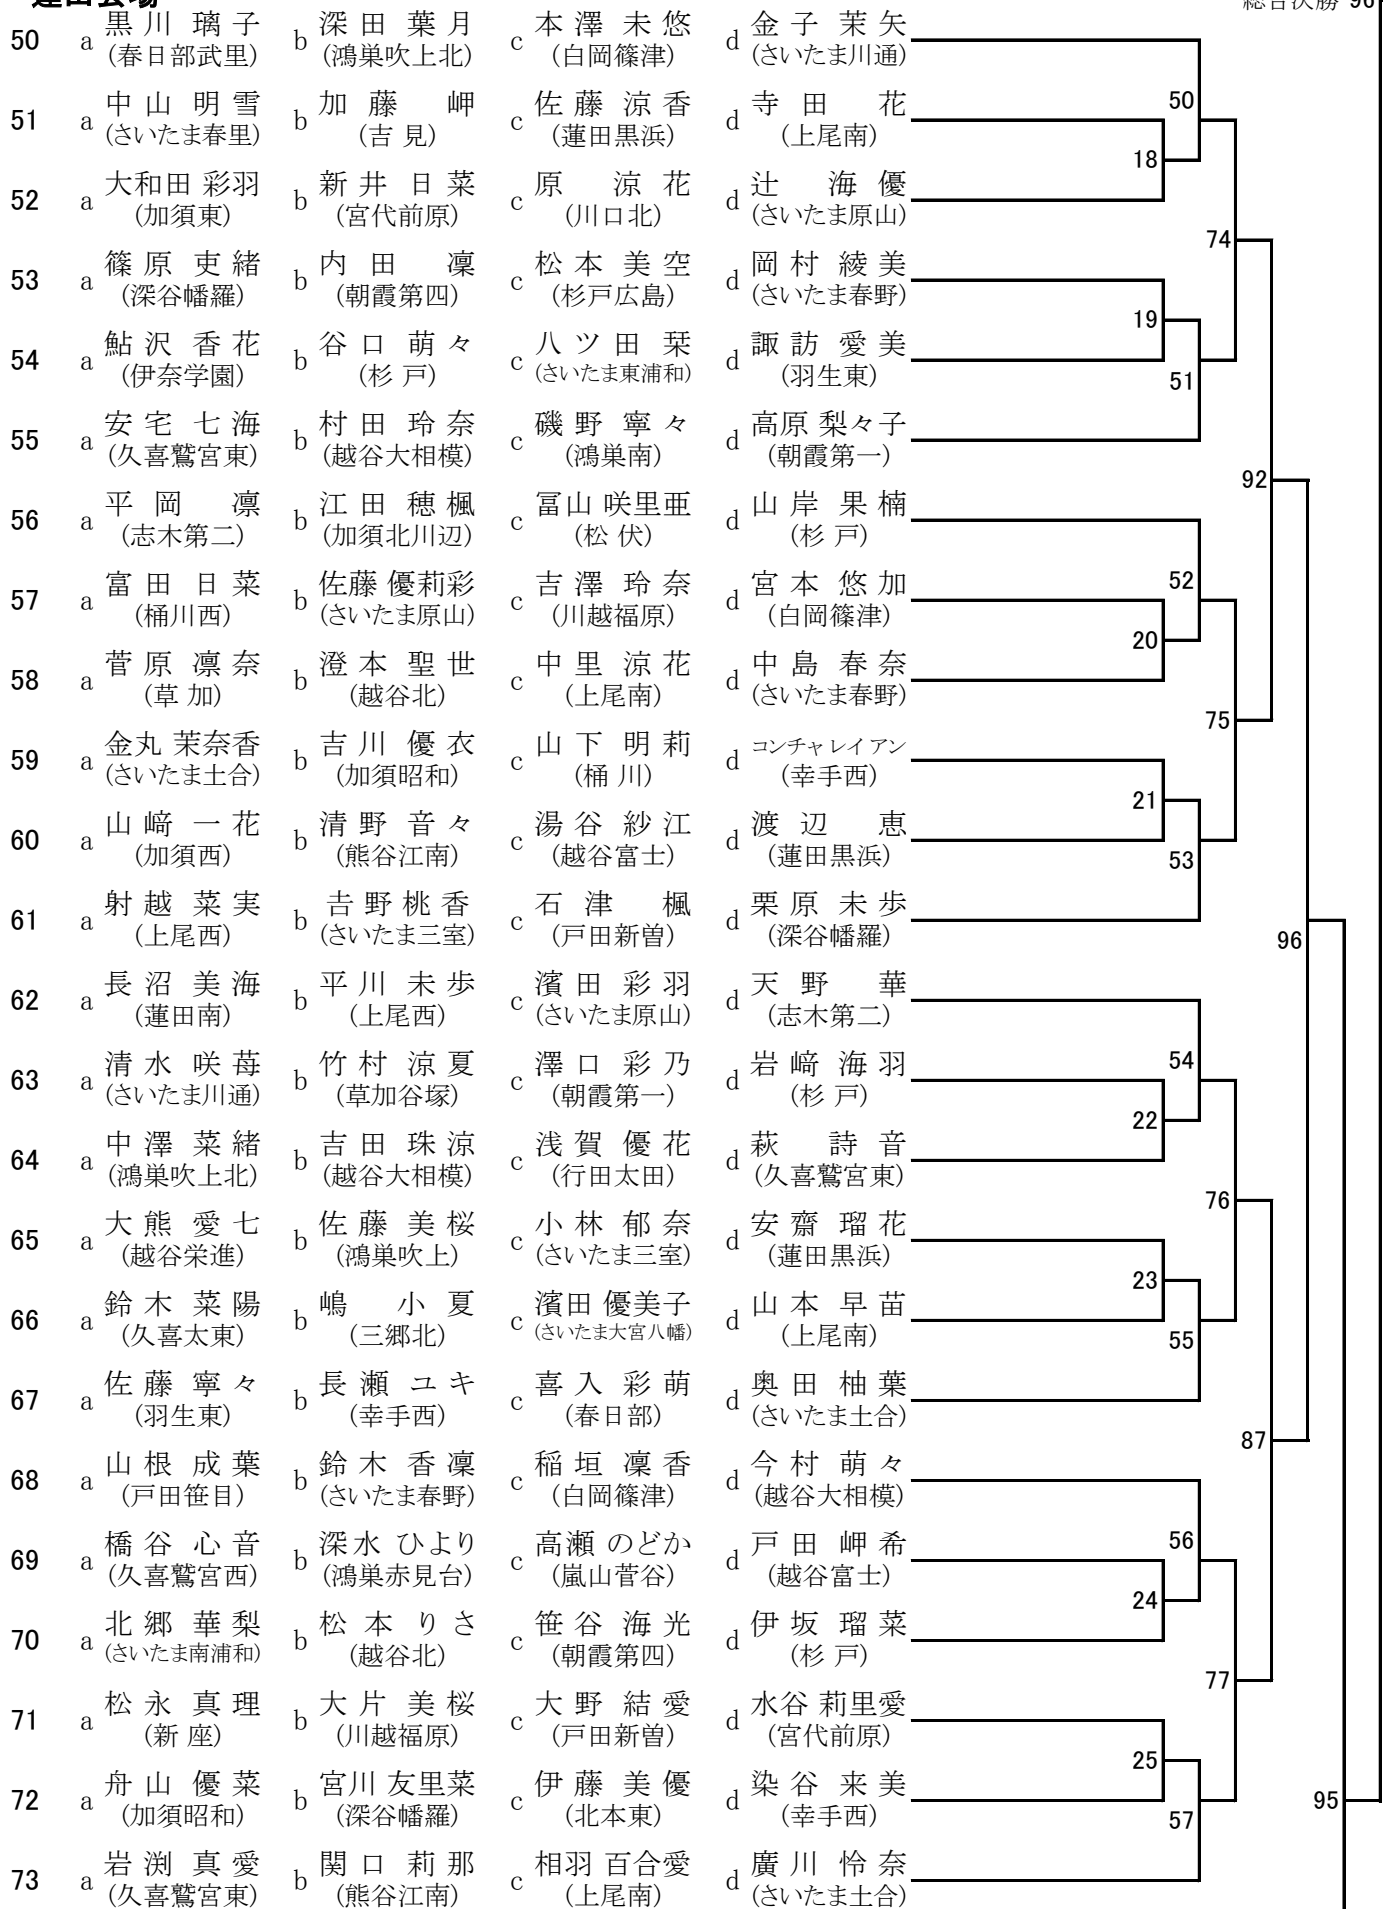 蓮田会場
総合決勝 96
50 a 黒川 璃子 b 深田 葉月 c 本澤 未悠 d 金子 茉矢
(春日部武里) (鴻巣吹上北) (白岡篠津) (さいたま川通)
50
51 a 中山 明雪 b 加藤 岬 c 佐藤 涼香 d 寺田 花
(さいたま春里) (吉見) (蓮田黒浜) (上尾南)
18
52 a 大和田 彩羽 b 新井 日菜 c 原 涼花 d 辻 海優
(加須東) (宮代前原) (川口北) (さいたま原山)
74
53 a 篠原 吏緒 b 内田 凜 c 松本 美空 d 岡村 綾美
(深谷幡羅) (朝霞第四) (杉戸広島) (さいたま春野)
19
54 a 鮎沢 香花 b 谷口 萌々 c 八ツ田 栞 d 諏訪 愛美
(伊奈学園) (杉戸) (さいたま東浦和) (羽生東)
51
55 a 安宅 七海 b 村田 玲奈 c 磯野 寧々 d 高原 梨々子
(久喜鷲宮東) (越谷大相模) (鴻巣南) (朝霞第一)
92
56 a 平岡 凛 b 江田 穂楓 c 冨山 咲里亜 d 山岸 果楠
(志木第二) (加須北川辺) (松伏) (杉戸)
52
57 a 富田 日菜 b 佐藤 優莉彩 c 吉澤 玲奈 d 宮本 悠加
(桶川西) (さいたま原山) (川越福原) (白岡篠津)
20
58 a 菅原 凛奈 b 澄本 聖世 c 中里 涼花 d 中島 春奈
(草加) (越谷北) (上尾南) (さいたま春野)
75
59 a 金丸 茉奈香 b 吉川 優衣 c 山下 明莉 d コンチャレイアン
(さいたま土合) (加須昭和) (桶川) (幸手西)
21
60 a 山﨑 一花 b 清野 音々 c 湯谷 紗江 d 渡辺 恵
(加須西) (熊谷江南) (越谷富士) (蓮田黒浜)
53
61 a 射越 菜実 b 𠮷野桃香 c 石津 楓 d 栗原 未歩
(上尾西) (さいたま三室) (戸田新曽) (深谷幡羅)
96
62 a 長沼 美海 b 平川 未歩 c 濱田 彩羽 d 天野 華
(蓮田南) (上尾西) (さいたま原山) (志木第二)
54
63 a 清水 咲苺 b 竹村 涼夏 c 澤口 彩乃 d 岩﨑 海羽
(さいたま川通) (草加谷塚) (朝霞第一) (杉戸)
22
64 a 中澤 菜緒 b 吉田 珠涼 c 浅賀 優花 d 萩 詩音
(鴻巣吹上北) (越谷大相模) (行田太田) (久喜鷲宮東)
76
65 a 大熊 愛七 b 佐藤 美桜 c 小林 郁奈 d 安齋 瑠花
(越谷栄進) (鴻巣吹上) (さいたま三室) (蓮田黒浜)
23
66 a 鈴木 菜陽 b 嶋 小夏 c 濱田 優美子 d 山本 早苗
(久喜太東) (三郷北) (さいたま大宮八幡) (上尾南)
55
67 a 佐藤 寧々 b 長瀬 ユキ c 喜入 彩萌 d 奥田 柚葉
(羽生東) (幸手西) (春日部) (さいたま土合)
87
68 a 山根 成葉 b 鈴木 香凜 c 稲垣 凜香 d 今村 萌々
(戸田笹目) (さいたま春野) (白岡篠津) (越谷大相模)
56
69 a 橋谷 心音 b 深水 ひより c 高瀬 のどか d 戸田 岬希
(久喜鷲宮西) (鴻巣赤見台) (嵐山菅谷) (越谷富士)
24
70 a 北郷 華梨 b 松本 りさ c 笹谷 海光 d 伊坂 瑠菜
(さいたま南浦和) (越谷北) (朝霞第四) (杉戸)
77
71 a 松永 真理 b 大片 美桜 c 大野 結愛 d 水谷 莉里愛
(新座) (川越福原) (戸田新曽) (宮代前原)
25
72 a 舟山 優菜 b 宮川 友里菜 c 伊藤 美優 d 染谷 来美
(加須昭和) (深谷幡羅) (北本東) (幸手西)
95
57
73 a 岩渕 真愛 b 関口 莉那 c 相羽 百合愛 d 廣川 怜奈
(久喜鷲宮東) (熊谷江南) (上尾南) (さいたま土合)